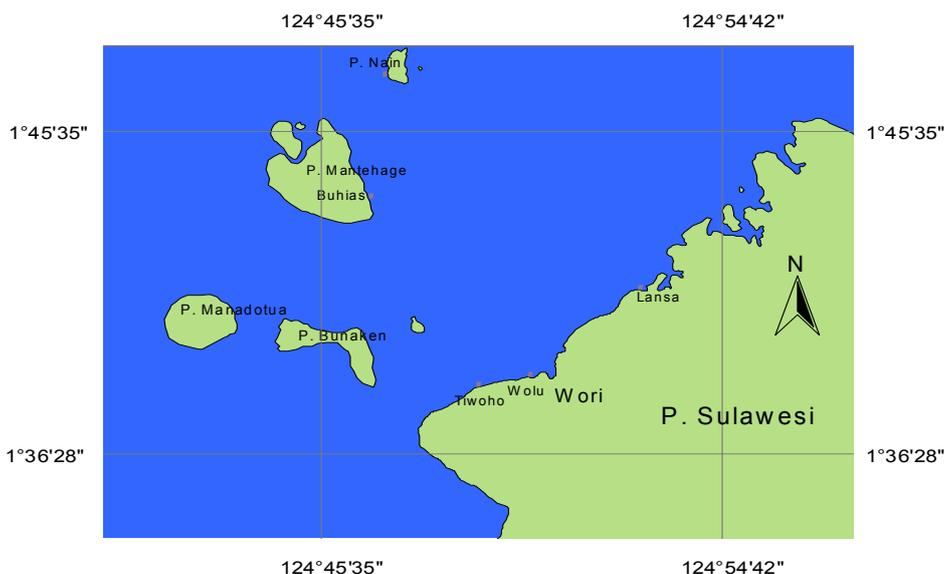 124°45'35"
124°54'42"
P. Nain
1°45'35"
1°45'35"
P. Mantehage
Buhias
N
Lansa
P. Manadotua
P. Bunaken
Wolu
Wori
Tiwoho
P. Sulawesi
1°36'28"
1°36'28"
124°45'35"
124°54'42"